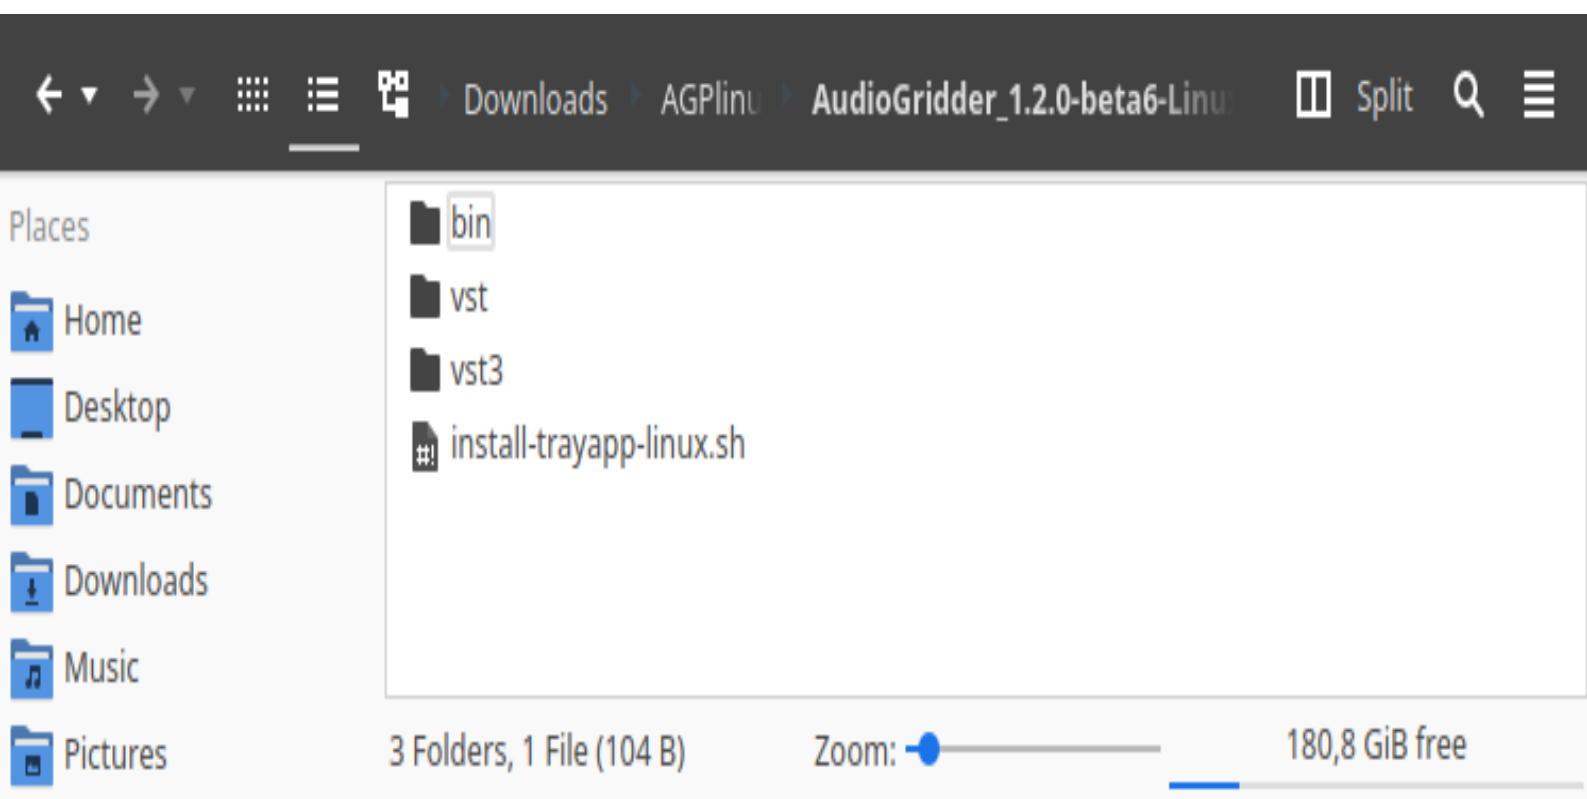 Downloads AGPlinu AudioGridder_1.2.0-beta6-Linu Split
Places
Home
Desktop
Documents
Downloads
Music
Pictures
bin
vst
vst3
install-trayapp-linux.sh
3 Folders, 1 File (104 B) Zoom: 180,8 GiB free